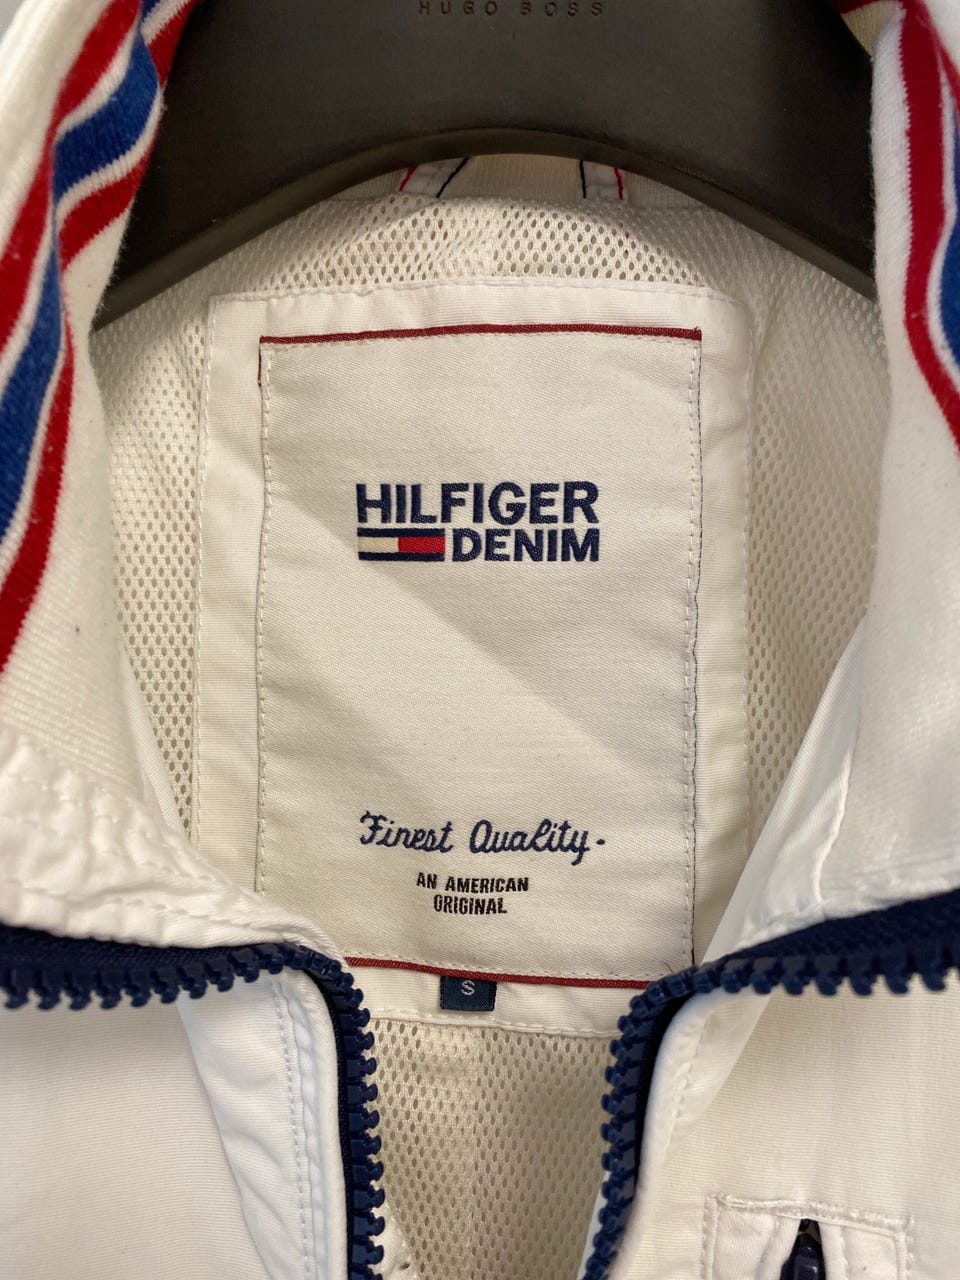 HUGO BOSS
HILFIGER
DENIM
Finest Quality.
AN AMERICAN
ORIGINAL
S